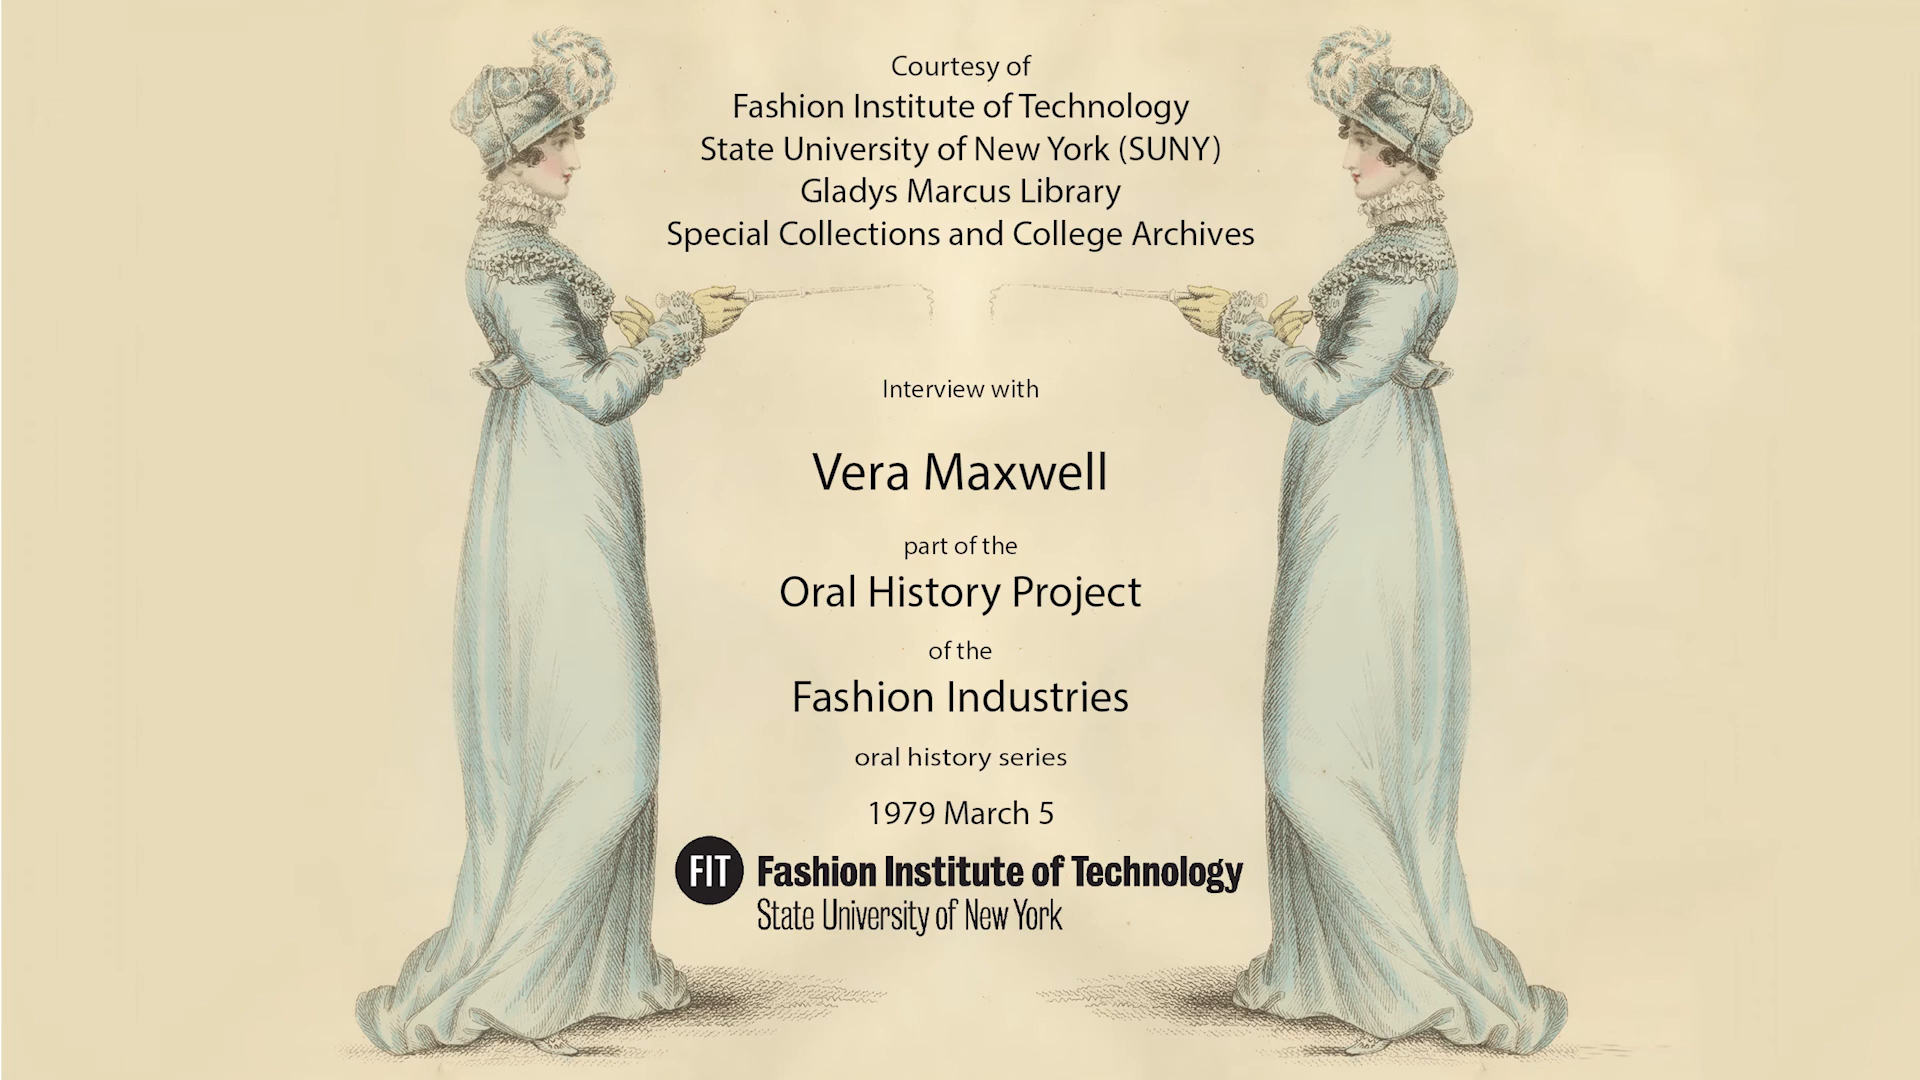 Courtesy of
Fashion Institute of Technology
State University of New York (SUNY)
Gladys Marcus Library
Special Collections and College Archives
Interview with
Vera Maxwell
part of the
Oral History Project
of the
Fashion Industries
oral history series
1979 March 5
FIT Fashion Institute of Technology
State University of New York